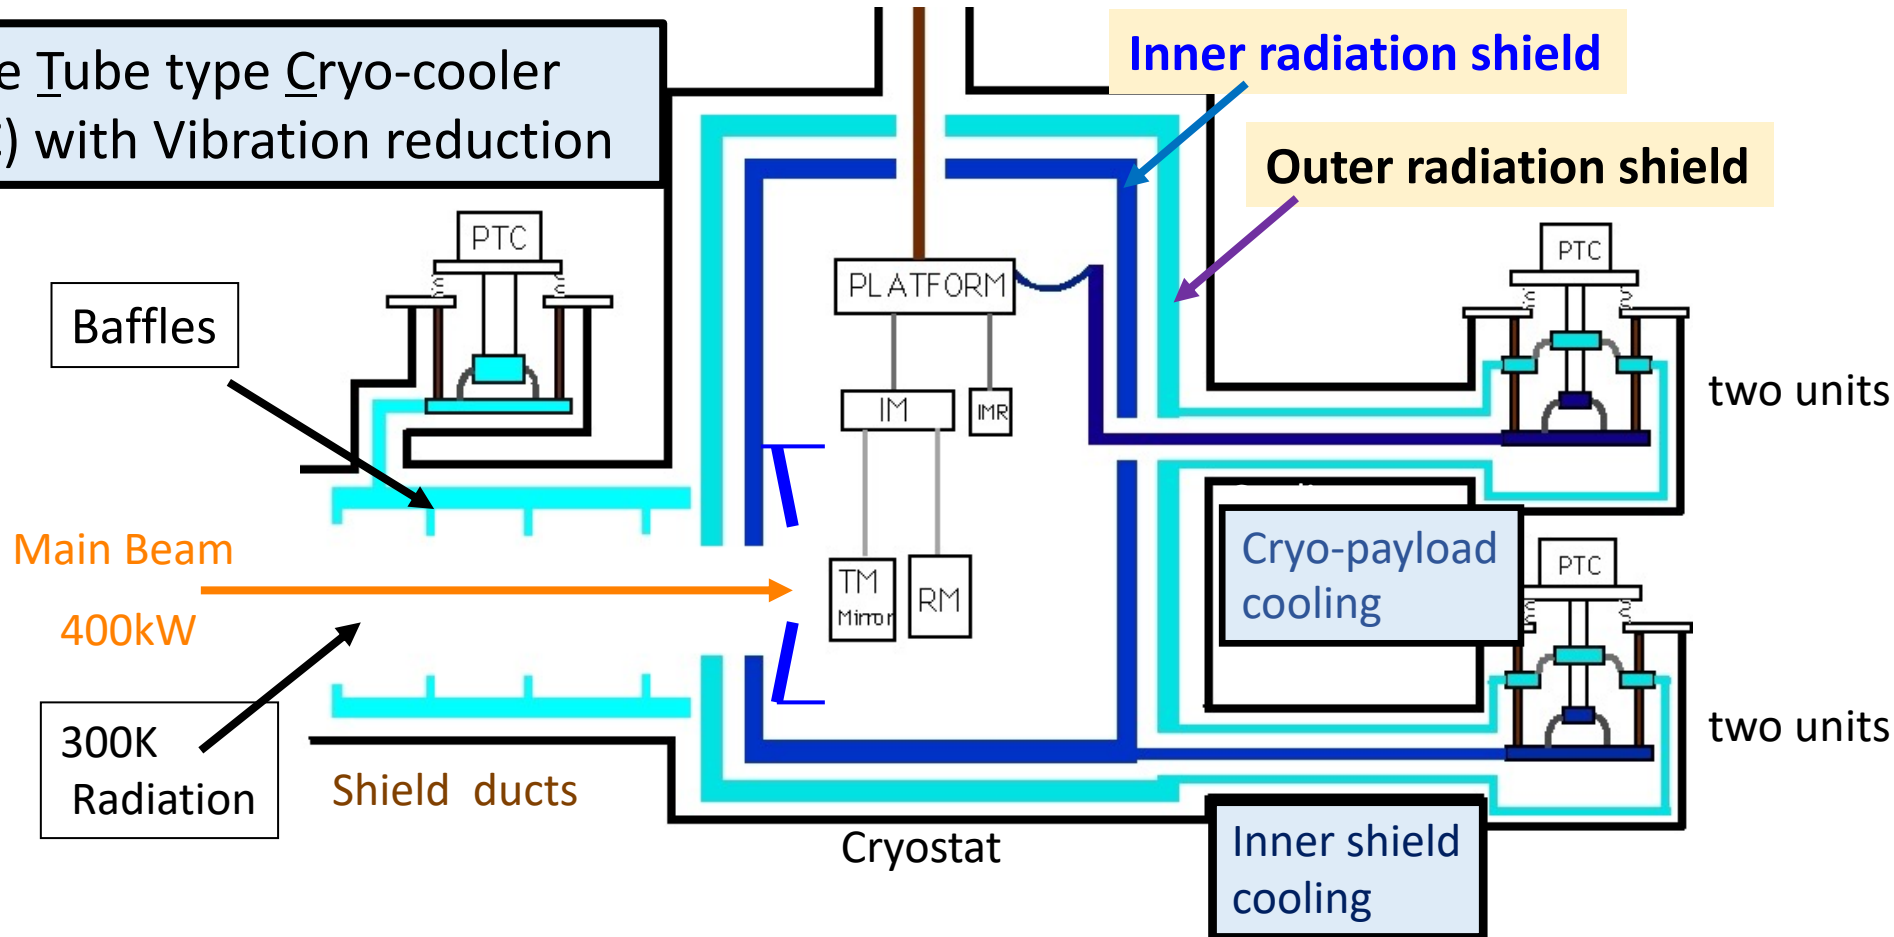 e Tube type Cryo-cooler
) with Vibration reduction
Inner radiation shield
Outer radiation shield
PTC
PTC
Baffles
PLATFORM
two units
IM
IMR
Main Beam
400kW
TM
Mirror
RM
Cryo-payload
cooling
PTC
300K
Radiation
Shield ducts
two units
Cryostat
Inner shield
cooling